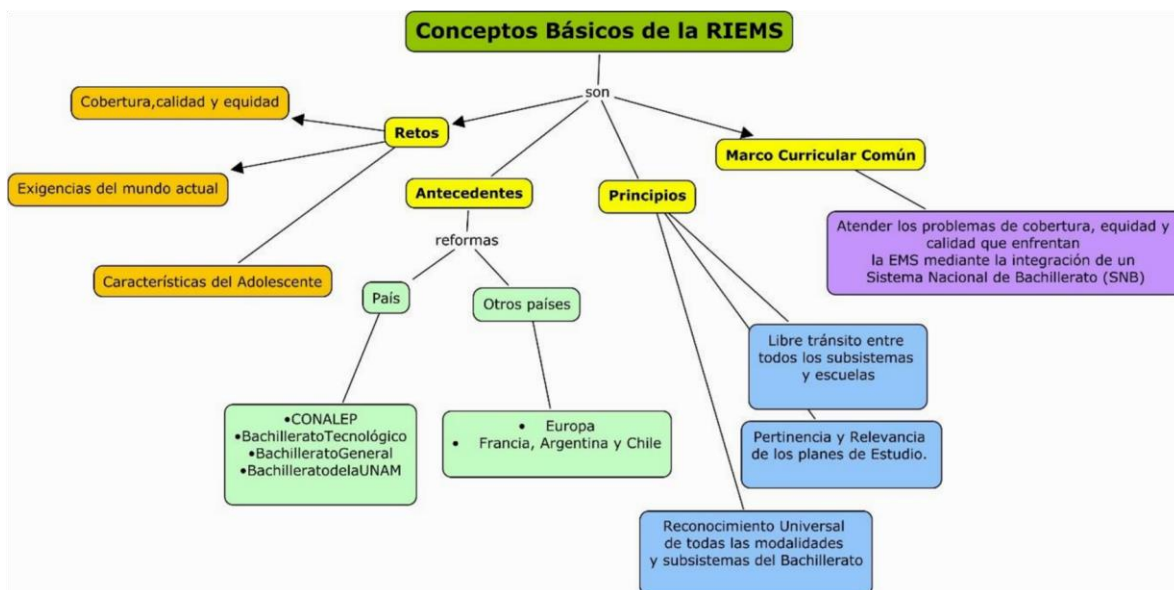 Conceptos Básicos de la RIEMS
son
Cobertura,calidad y equidad
Retos
Exigencias del mundo actual
Características del Adolescente
Antecedentes
reformas
País
Otros países
•CONALEP
•BachilleratoTecnológico
•BachilleratoGeneral
•BachilleratodelaUNAM
• Europa
• Francia, Argentina y Chile
Principios
Libre tránsito entre
todos los subsistemas
y escuelas
Pertinencia y Relevancia
de los planes de Estudio.
Reconocimiento Universal
de todas las modalidades
y subsistemas del Bachillerato
Marco Curricular Común
Atender los problemas de cobertura, equidad y
calidad que enfrentan
la EMS mediante la integración de un
Sistema Nacional de Bachillerato (SNB)